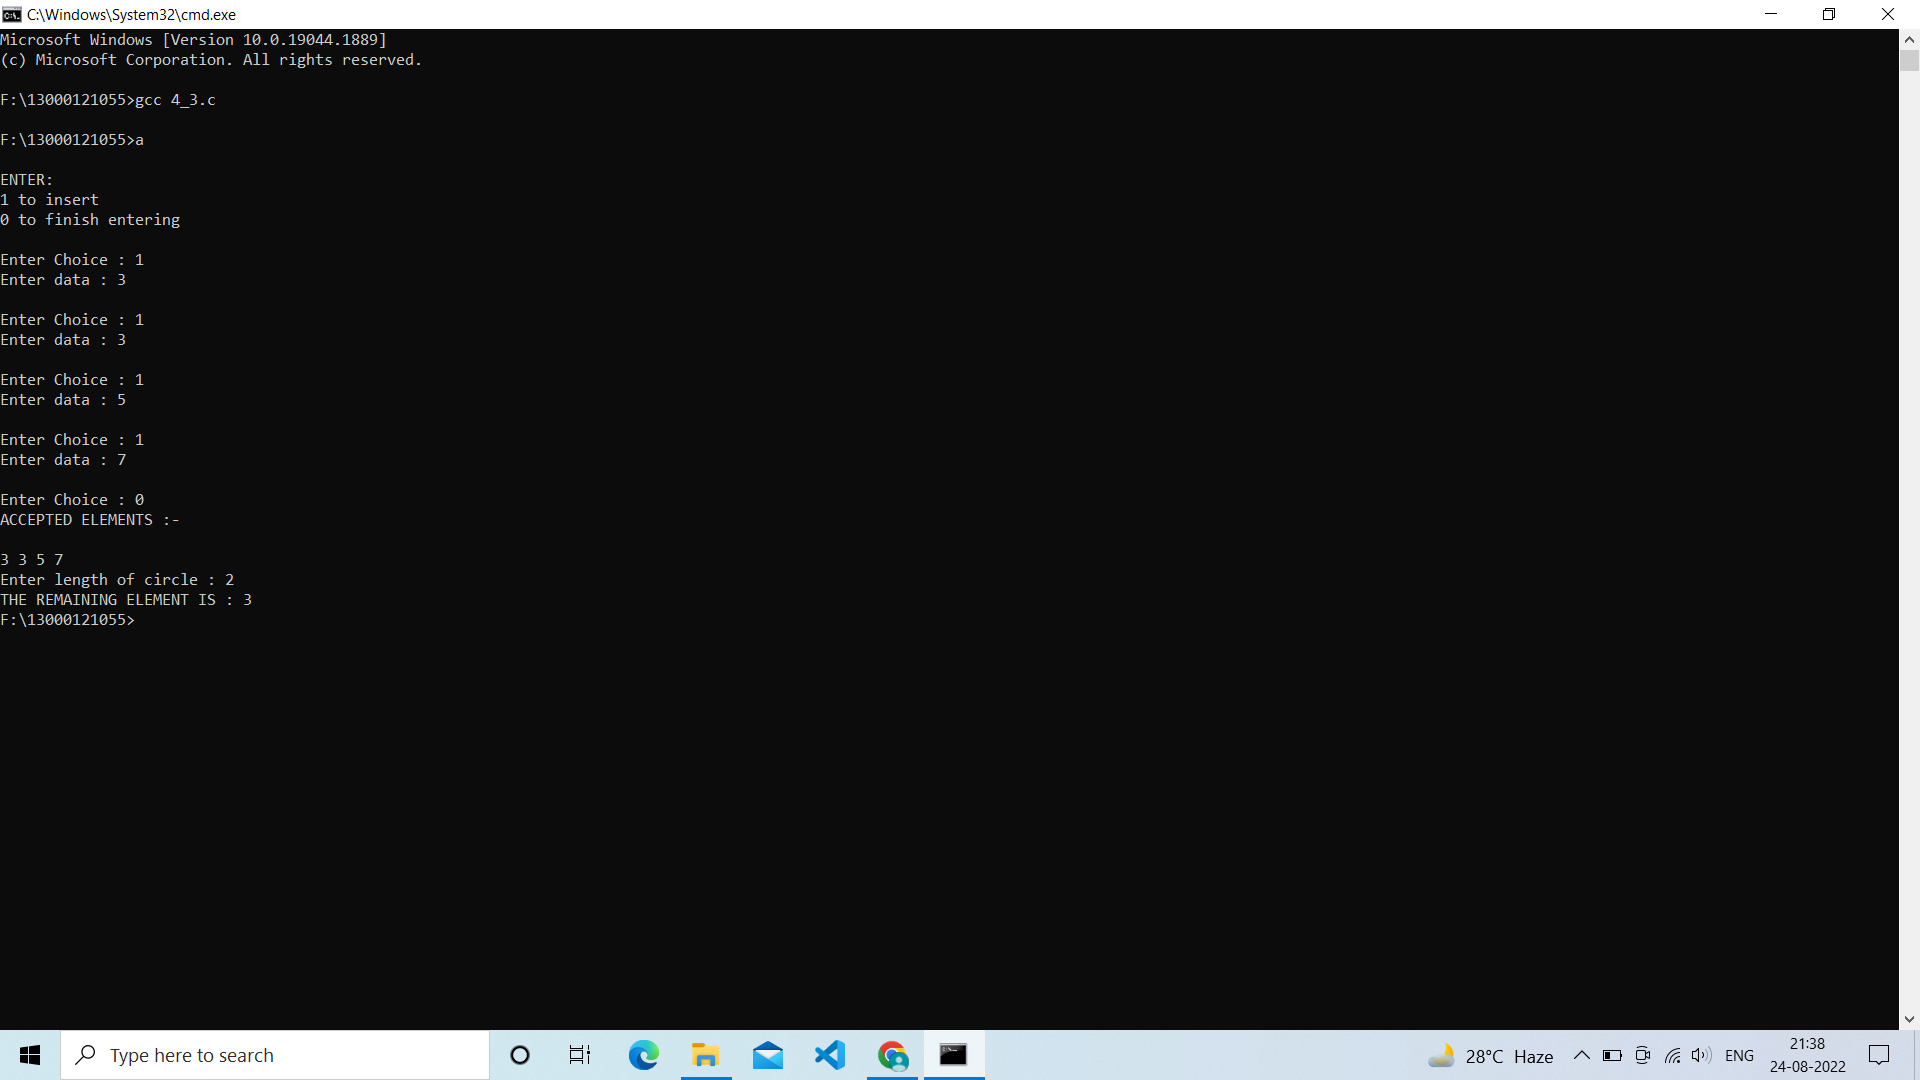 C:\Windows\System32\cmd.exe
Microsoft Windows [Version 10.0.19044.1889]
(c) Microsoft Corporation. All rights reserved.
F:\13000121055>gcc 4_3.c
F:\13000121055>a
ENTER:
1 to insert
0 to finish entering
Enter Choice : 1
Enter data : 3
Enter Choice : 1
Enter data : 3
Enter Choice : 1
Enter data : 5
Enter Choice : 1
Enter data : 7
Enter Choice : 0
ACCEPTED ELEMENTS :-
3 3 5 7
Enter length of circle : 2
THE REMAINING ELEMENT IS : 3
F:\13000121055>
Type here to search
28°C Haze
ENG
21:38
24-08-2022